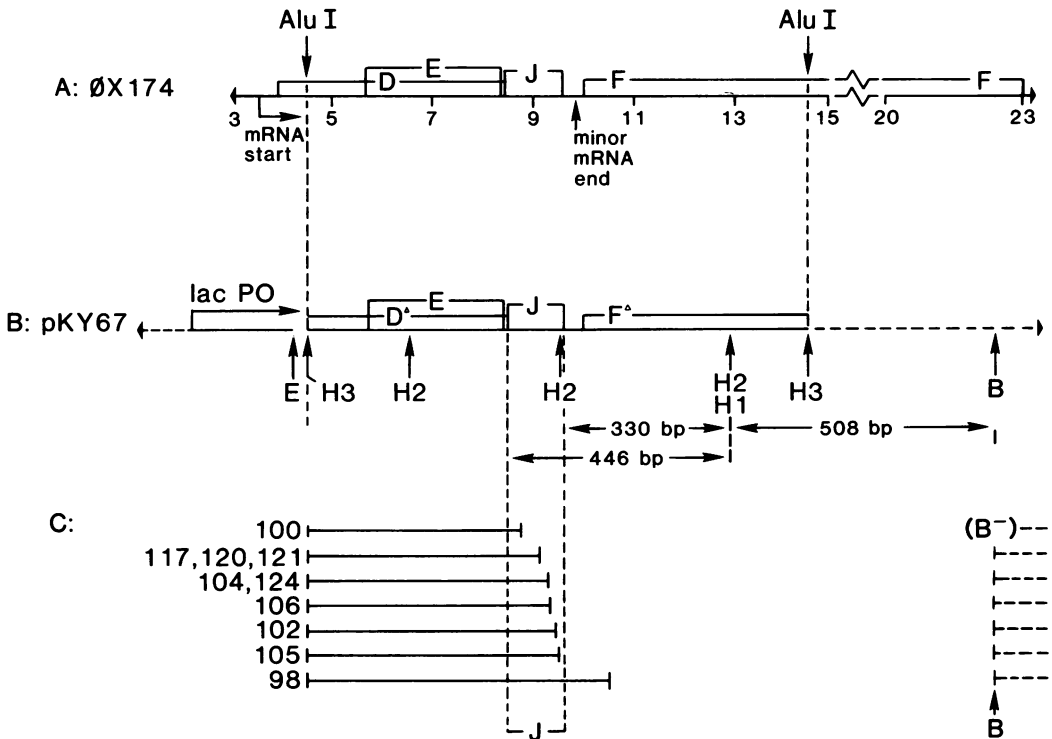 Alu I Alu I
A: ØX174 D E J F F
3 5 7 9 11 13 15 20 23
mRNA start
minor mRNA end
lac PO
B: pKY67 D△ E J F△
E H3 H2 H2 H2 H1 H3 B
330 bp 508 bp
446 bp
C:
100 (B⁻)
117,120,121
104,124
106
102
105
98
J B